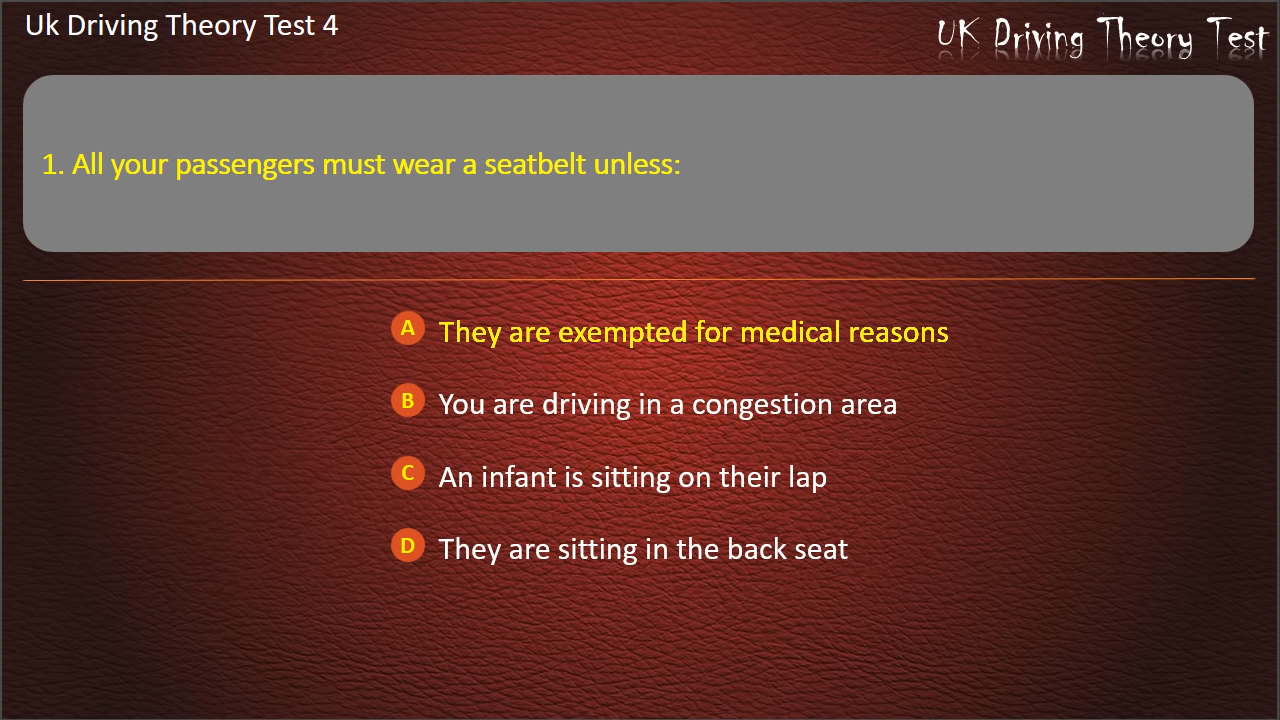 Uk Driving Theory Test 4
UK Driving Theory Test
1. All your passengers must wear a seatbelt unless:
A They are exempted for medical reasons
B You are driving in a congestion area
C An infant is sitting on their lap
D They are sitting in the back seat